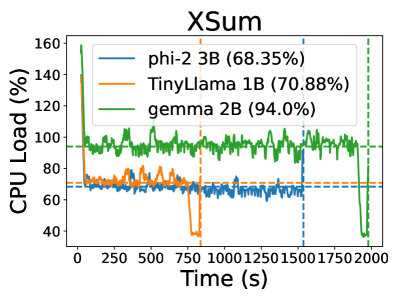 XSum
CPU Load (%)
160
140
120
100
80
60
40
phi-2 3B (68.35%)
TinyLlama 1B (70.88%)
gemma 2B (94.0%)
0 250 500 750 1000 1250 1500 1750 2000
Time (s)